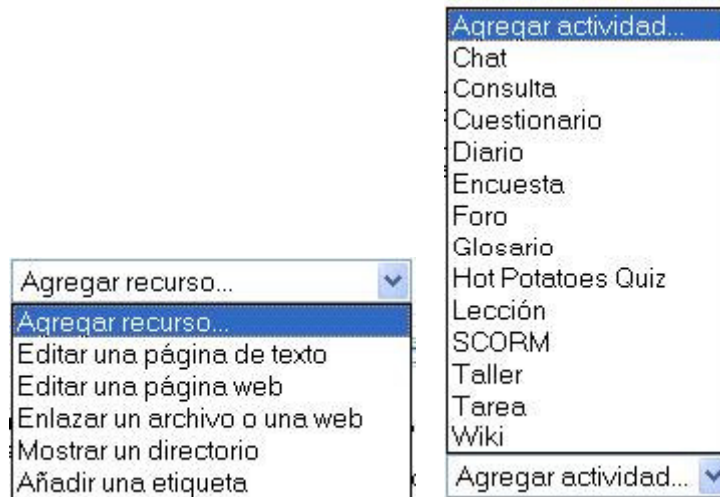 Agregar recurso...
Agregar recurso...
Editar una página de texto
Editar una página web
Enlazar un archivo o una web
Mostrar un directorio
Añadir una etiqueta
Agregar actividad...
Chat
Consulta
Cuestionario
Diario
Encuesta
Foro
Glosario
Hot Potatoes Quiz
Lección
SCORM
Taller
Tarea
Wiki
Agregar actividad...